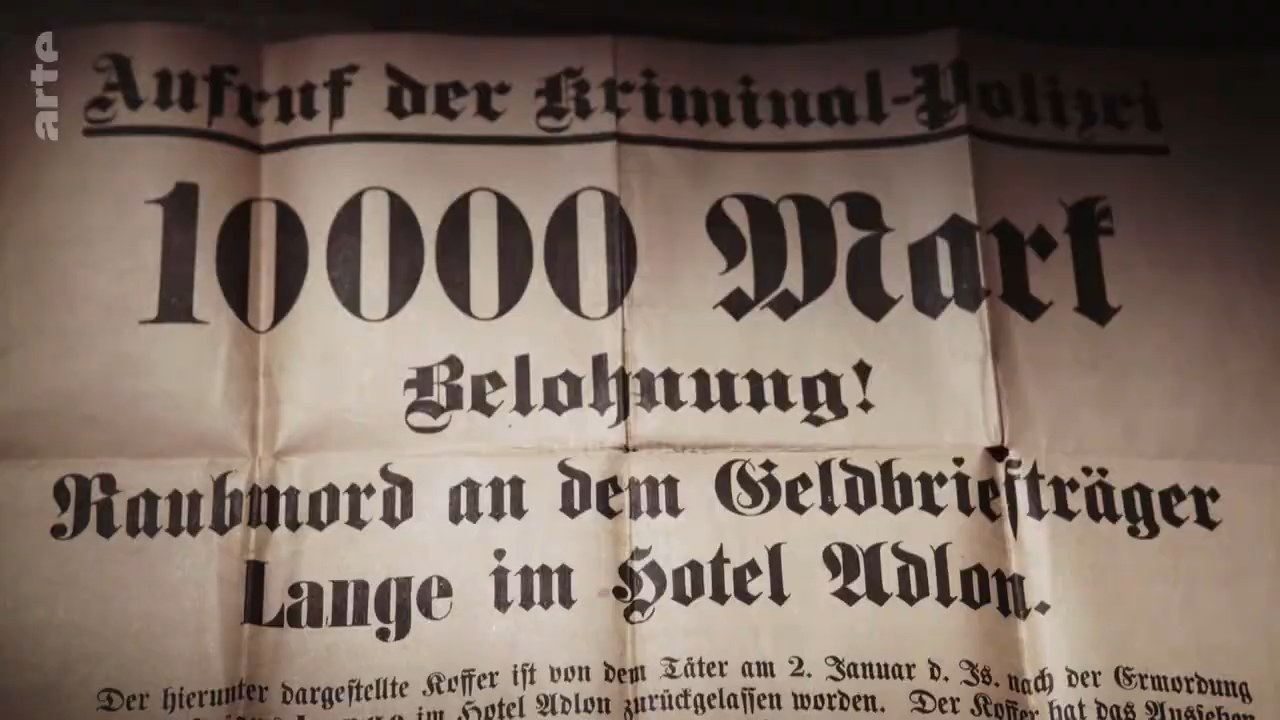 arte
Aufruf der Kriminal-Polizei
10000 Mark
Belohnung!
Raubmord an dem Geldbriefträger
Lange im Hotel Adlon.
Der hierunter dargestellte Koffer ist von dem Täter am 2. Januar d. Js. nach der Ermordung
Lange im Hotel Adlon zurückgelassen worden. Der Koffer hat das Aussehen